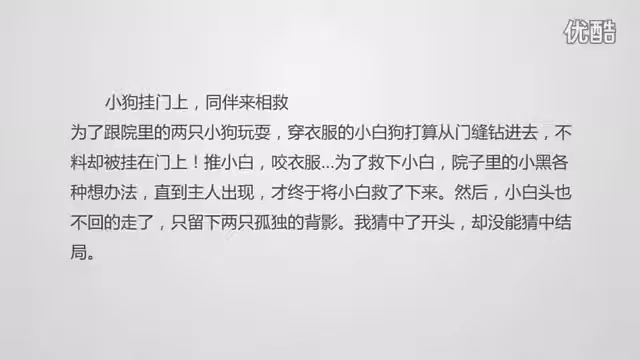 优酷
小狗挂门上，同伴来相救
为了跟院里的两只小狗玩耍，穿衣服的小白狗打算从门缝钻进去，不
料却被挂在门上！推小白，咬衣服...为了救下小白，院子里的小黑各
种想办法，直到主人出现，才终于将小白救了下来。然后，小白头也
不回的走了，只留下两只孤独的背影。我猜中了开头，却没能猜中结
局。